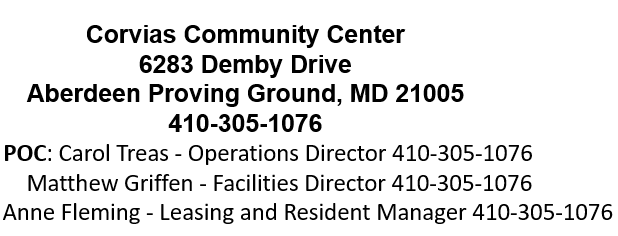 Corvias Community Center
6283 Demby Drive
Aberdeen Proving Ground, MD 21005
410-305-1076
POC: Carol Treas - Operations Director 410-305-1076
Matthew Griffen - Facilities Director 410-305-1076
Anne Fleming - Leasing and Resident Manager 410-305-1076